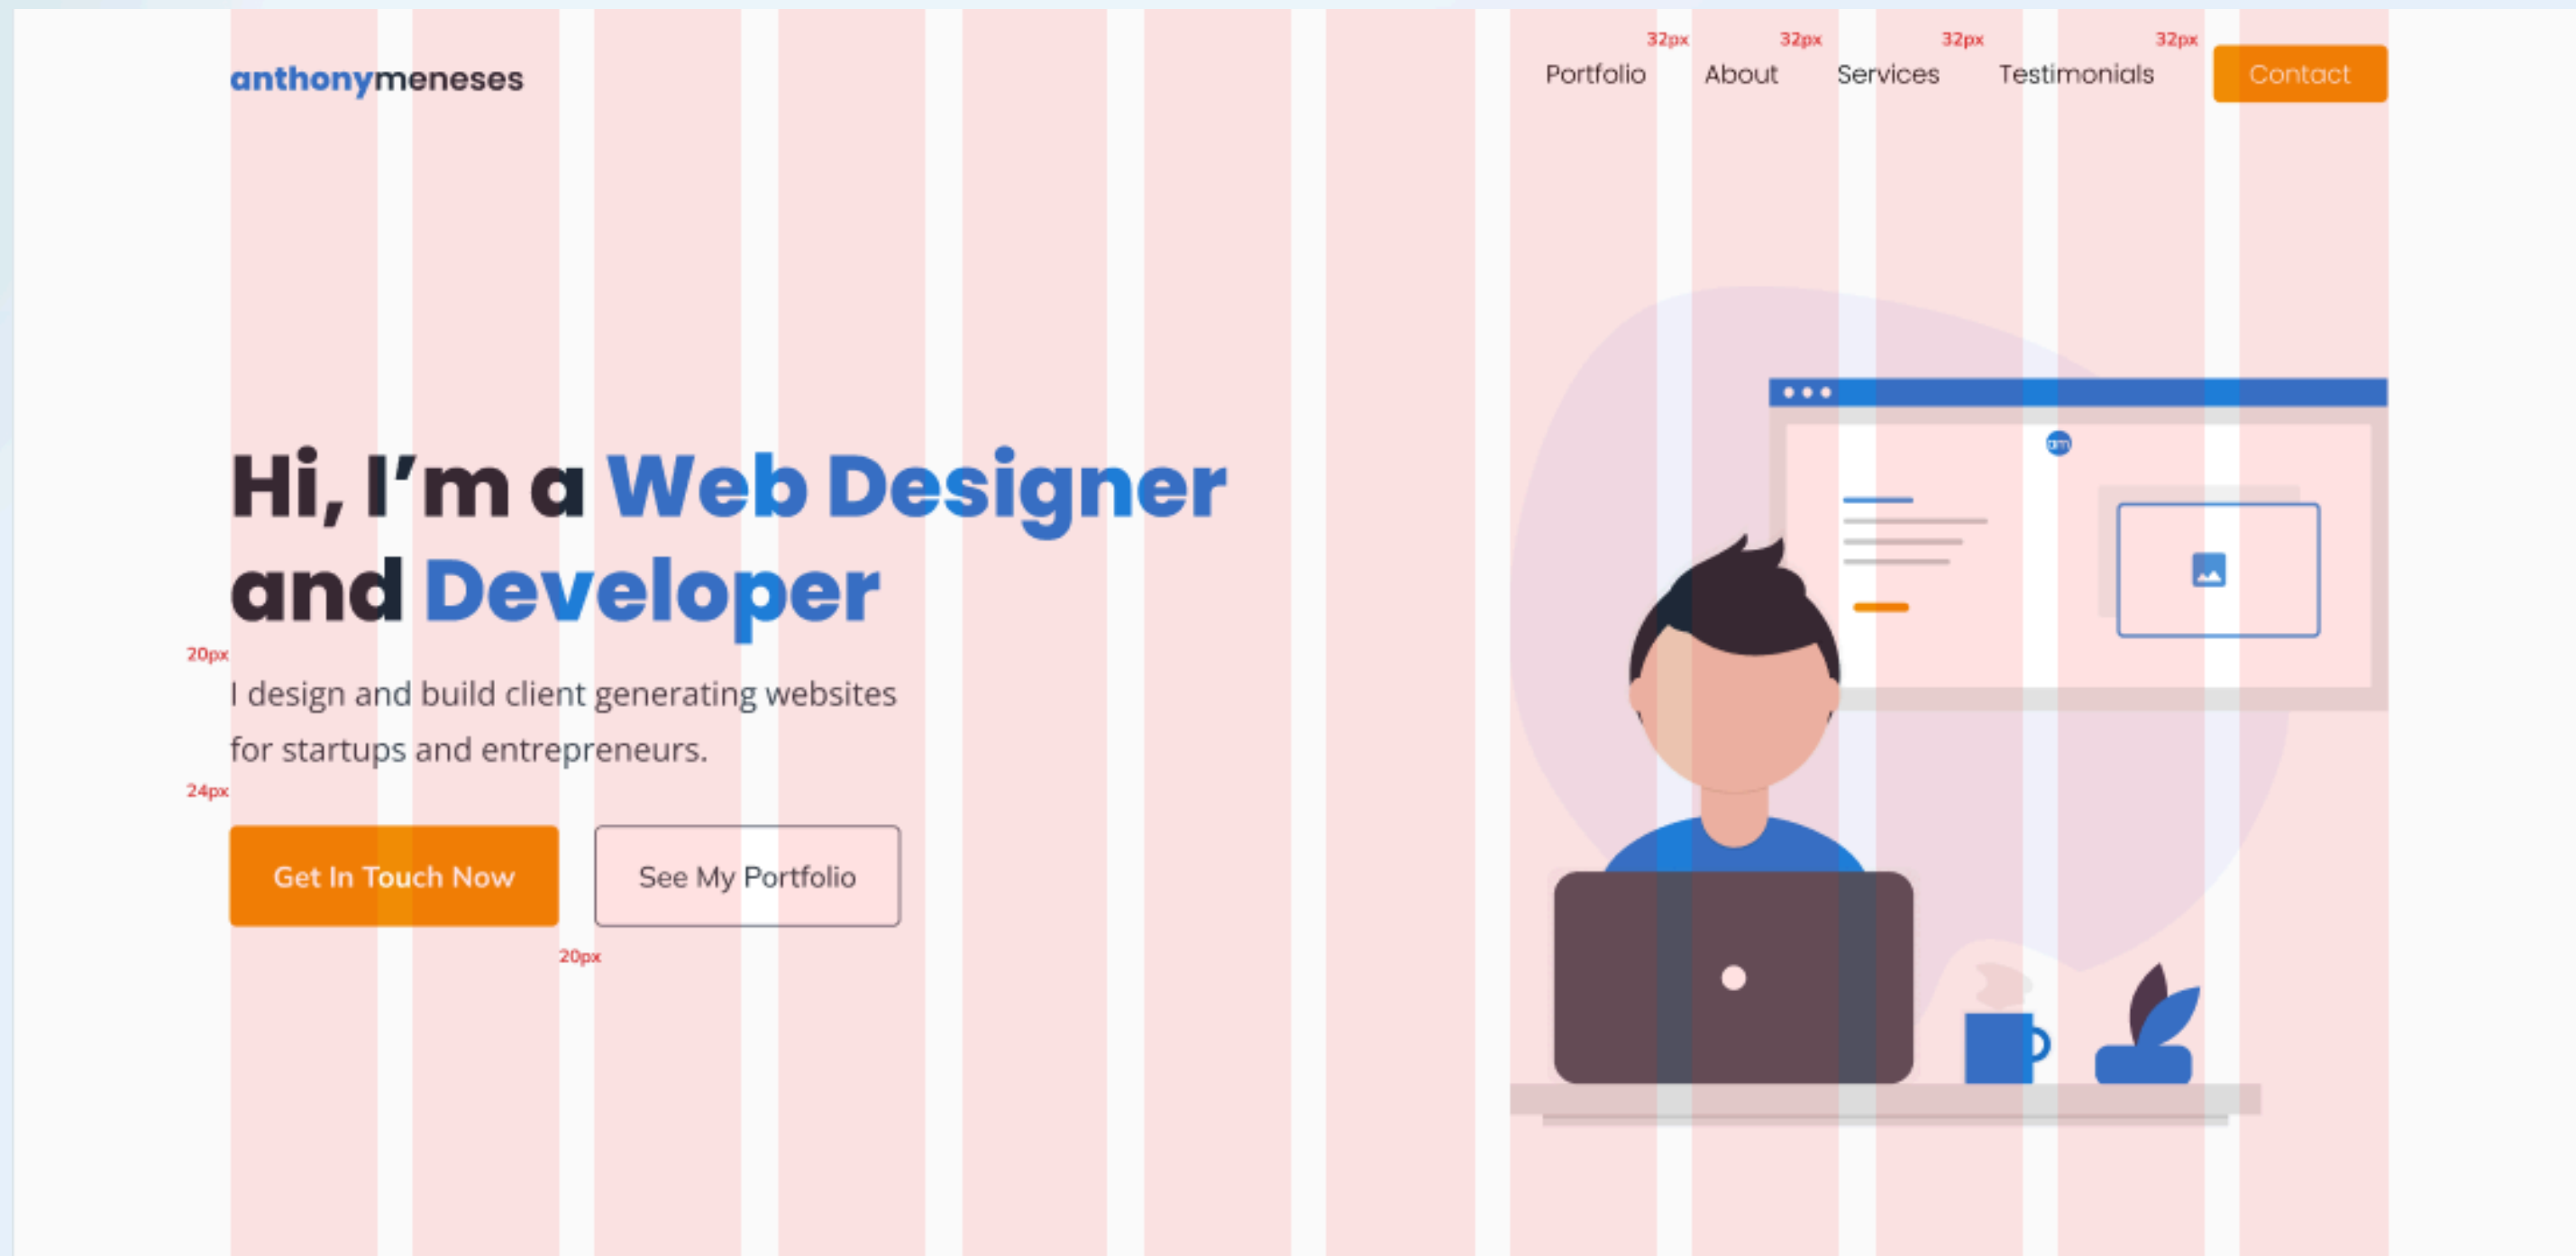 32px 32px 32px 32px
anthonymeneses Portfolio About Services Testimonials Contact
am
Hi, I’m a Web Designer
and Developer
20px
I design and build client generating websites
for startups and entrepreneurs.
24px
Get In Touch Now See My Portfolio
20px